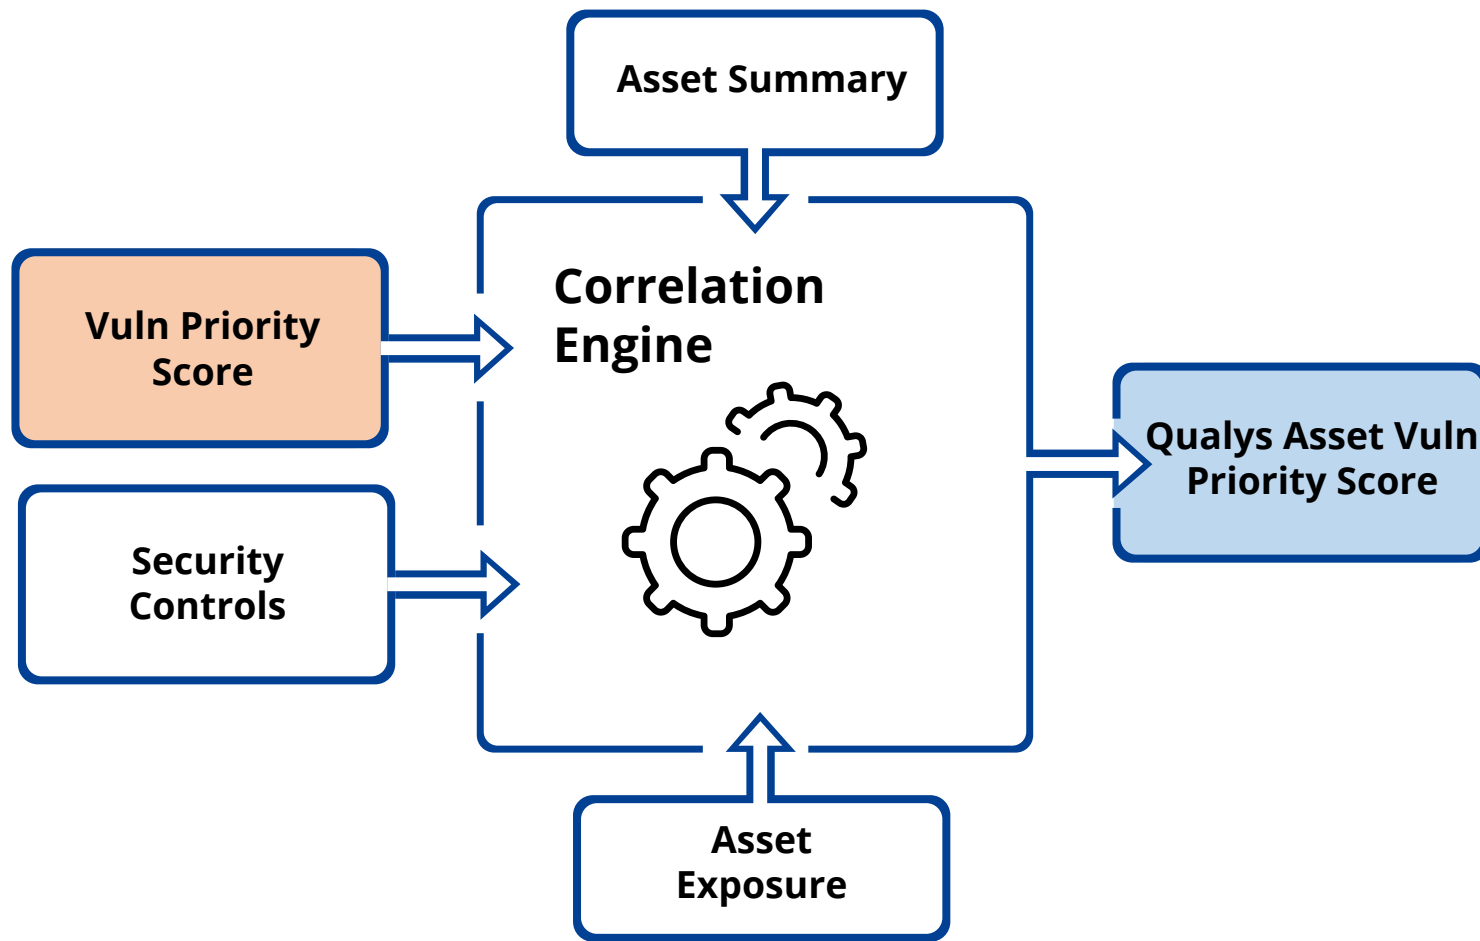 Asset Summary
Correlation
Engine
Vuln Priority
Score
Security
Controls
Qualys Asset Vuln
Priority Score
Asset
Exposure